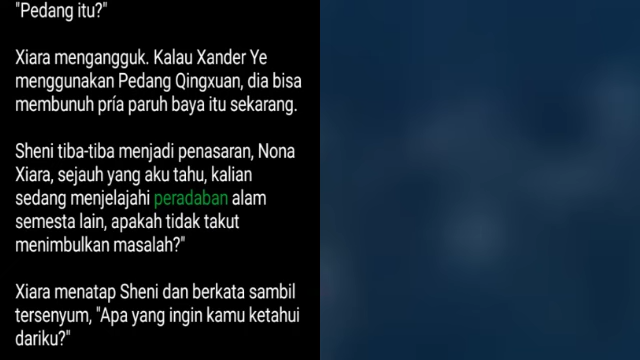 "Pedang itu?"
Xiara mengangguk. Kalau Xander Ye
menggunakan Pedang Qingxuan, dia bisa
membunuh pría paruh baya itu sekarang.
Sheni tiba-tiba menjadi penasaran, Nona
Xiara, sejauh yang aku tahu, kalian
sedang menjelajahi peradaban alam
semesta lain, apakah tidak takut
menimbulkan masalah?"
Xiara menatap Sheni dan berkata sambil
tersenyum, "Apa yang ingin kamu ketahui
dariku?"